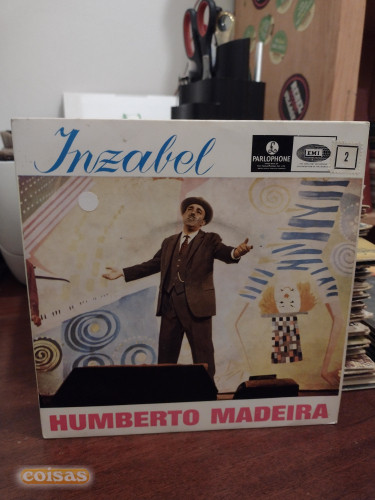 Inzabel
PARLOPHONE
EMI
2
HUMBERTO MADEIRA
coisas